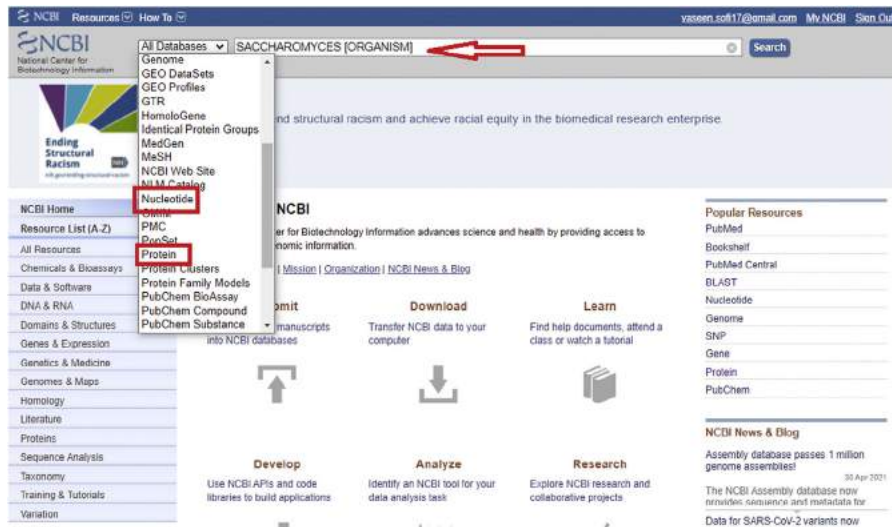 NCBI Resources How To
yaseen.sofi17@gmail.com My NCBI Sign Ou
NCBI
National Center for
Biotechnology Information
All Databases
SACCHAROMYCES [ORGANISM]
Search
Genome
GEO DataSets
GEO Profiles
GTR
HomoloGene
Identical Protein Groups
MedGen
MeSH
NCBI Web Site
NLM Catalog
Nucleotide
OMIM
PMC
PopSet
Protein
Protein Clusters
Protein Family Models
PubChem BioAssay
PubChem Compound
PubChem Substance
Ending
Structural
Racism
nd structural racism and achieve racial equity in the biomedical research enterprise.
NCBI Home
Resource List (A-Z)
All Resources
Chemicals & Bioassays
Data & Software
DNA & RNA
Domains & Structures
Genes & Expression
Genetics & Medicine
Genomes & Maps
Homology
Literature
Proteins
Sequence Analysis
Taxonomy
Training & Tutorials
Variation
NCBI
er for Biotechnology Information advances science and health by providing access to
nomic information.
| Mission | Organization | NCBI News & Blog
bmit
manuscripts
into NCBI databases
Download
Transfer NCBI data to your
computer
Learn
Find help documents, attend a
class or watch a tutorial
Develop
Use NCBI APIs and code
libraries to build applications
Analyze
Identify an NCBI tool for your
data analysis task
Research
Explore NCBI research and
collaborative projects
Popular Resources
PubMed
Bookshelf
PubMed Central
BLAST
Nucleotide
Genome
SNP
Gene
Protein
PubChem
NCBI News & Blog
Assembly database passes 1 million
genome assemblies!
30 Apr 2021
The NCBI Assembly database now
provides sequence and metadata for
Data for SARS-CoV-2 variants now